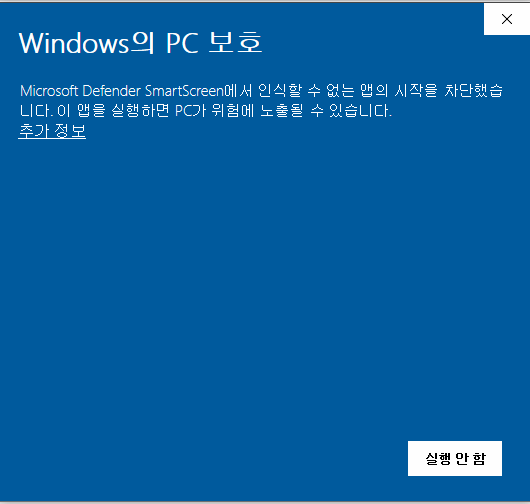 Windows의 PC 보호
Microsoft Defender SmartScreen에서 인식할 수 없는 앱의 시작을 차단했습
니다. 이 앱을 실행하면 PC가 위험에 노출될 수 있습니다.
추가 정보
실행 안 함